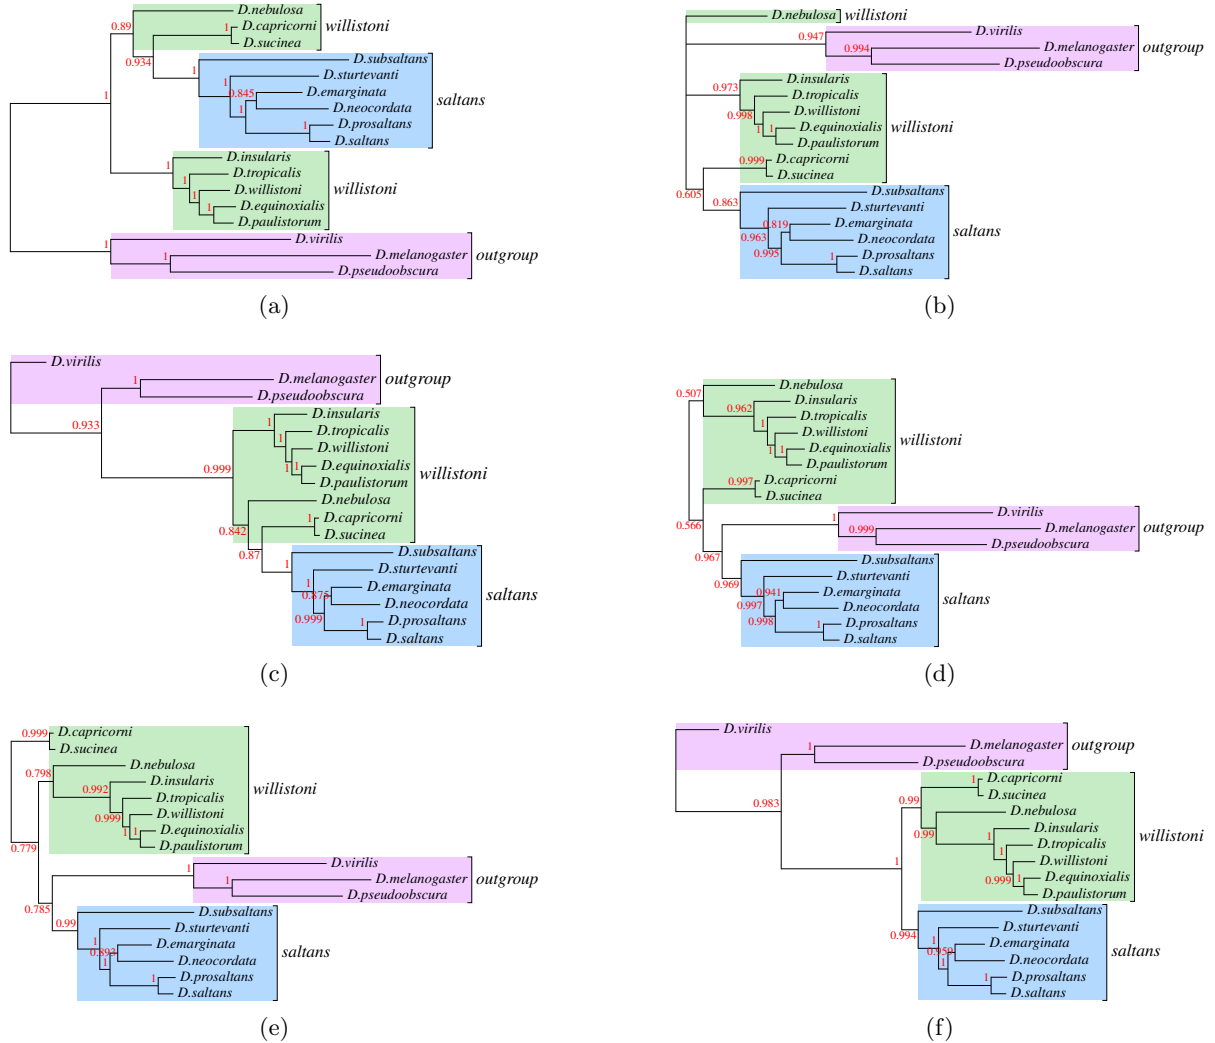 D.nebulosa
0.89
D.capricorni
1
willistoni
D.sucinea
0.934
D.subsaltans
1
D.sturtevanti
1
0.845
D.emarginata
saltans
D.neocordata
1
1
D.prosaltans
D.saltans
1
D.insularis
1
D.tropicalis
1
D.willistoni
willistoni
1
1
D.equinoxialis
D.paulistorum
D.virilis
1
D.melanogaster
outgroup
1
D.pseudoobscura
(a)
D.nebulosa
willistoni
D.virilis
0.947
D.melanogaster
outgroup
0.994
D.pseudoobscura
D.insularis
0.973
D.tropicalis
0.998
D.willistoni
willistoni
1
1
D.equinoxialis
D.paulistorum
D.capricorni
0.999
D.sucinea
0.605
D.subsaltans
0.863
D.sturtevanti
0.819
D.emarginata
saltans
0.963
D.neocordata
0.995
1
D.prosaltans
D.saltans
(b)
D.virilis
D.melanogaster
outgroup
1
D.pseudoobscura
0.933
D.insularis
1
D.tropicalis
1
D.willistoni
1
1
D.equinoxialis
willistoni
0.999
D.paulistorum
D.nebulosa
0.842
D.capricorni
1
D.sucinea
0.87
D.subsaltans
1
D.sturtevanti
1
0.875
D.emarginata
saltans
D.neocordata
0.999
1
D.prosaltans
D.saltans
(c)
D.nebulosa
0.507
D.insularis
0.962
D.tropicalis
1
D.willistoni
willistoni
1
1
D.equinoxialis
D.paulistorum
D.capricorni
0.997
D.sucinea
0.566
D.virilis
1
D.melanogaster
outgroup
0.999
D.pseudoobscura
0.967
D.subsaltans
0.969
D.sturtevanti
0.941
D.emarginata
saltans
0.997
D.neocordata
0.998
1
D.prosaltans
D.saltans
(d)
D.capricorni
0.999
D.sucinea
D.nebulosa
0.798
D.insularis
willistoni
0.992
D.tropicalis
0.999
D.willistoni
1
1
D.equinoxialis
D.paulistorum
0.779
D.virilis
1
D.melanogaster
outgroup
1
D.pseudoobscura
0.785
D.subsaltans
0.99
D.sturtevanti
1
0.893
D.emarginata
saltans
D.neocordata
1
1
D.prosaltans
D.saltans
(e)
D.virilis
D.melanogaster
outgroup
1
D.pseudoobscura
0.983
D.capricorni
1
D.sucinea
0.99
D.nebulosa
0.99
D.insularis
willistoni
1
D.tropicalis
1
D.willistoni
1
0.999
1
D.equinoxialis
D.paulistorum
D.subsaltans
0.994
D.sturtevanti
1
0.959
D.emarginata
saltans
D.neocordata
1
1
D.prosaltans
D.saltans
(f)